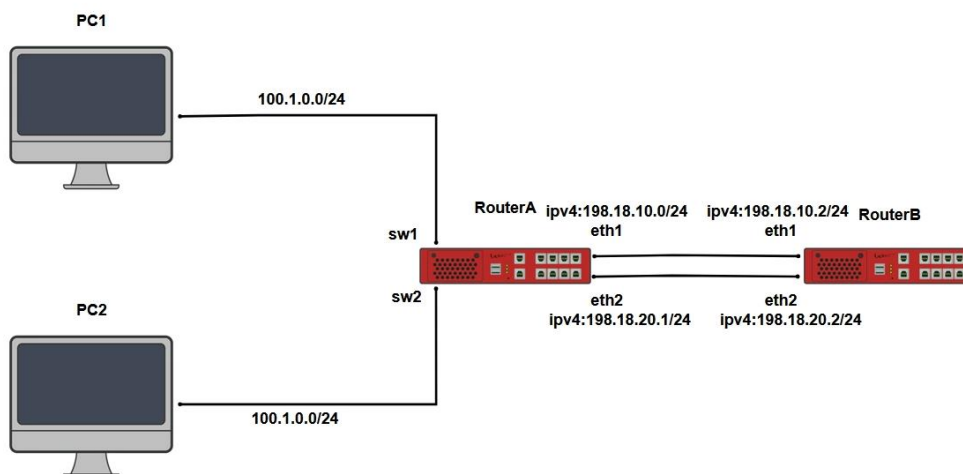 PC1
100.1.0.0/24
RouterA
ipv4:198.18.10.0/24
eth1
ipv4:198.18.10.2/24
eth1
RouterB
sw1
sw2
eth2
ipv4:198.18.20.1/24
eth2
ipv4:198.18.20.2/24
PC2
100.1.0.0/24